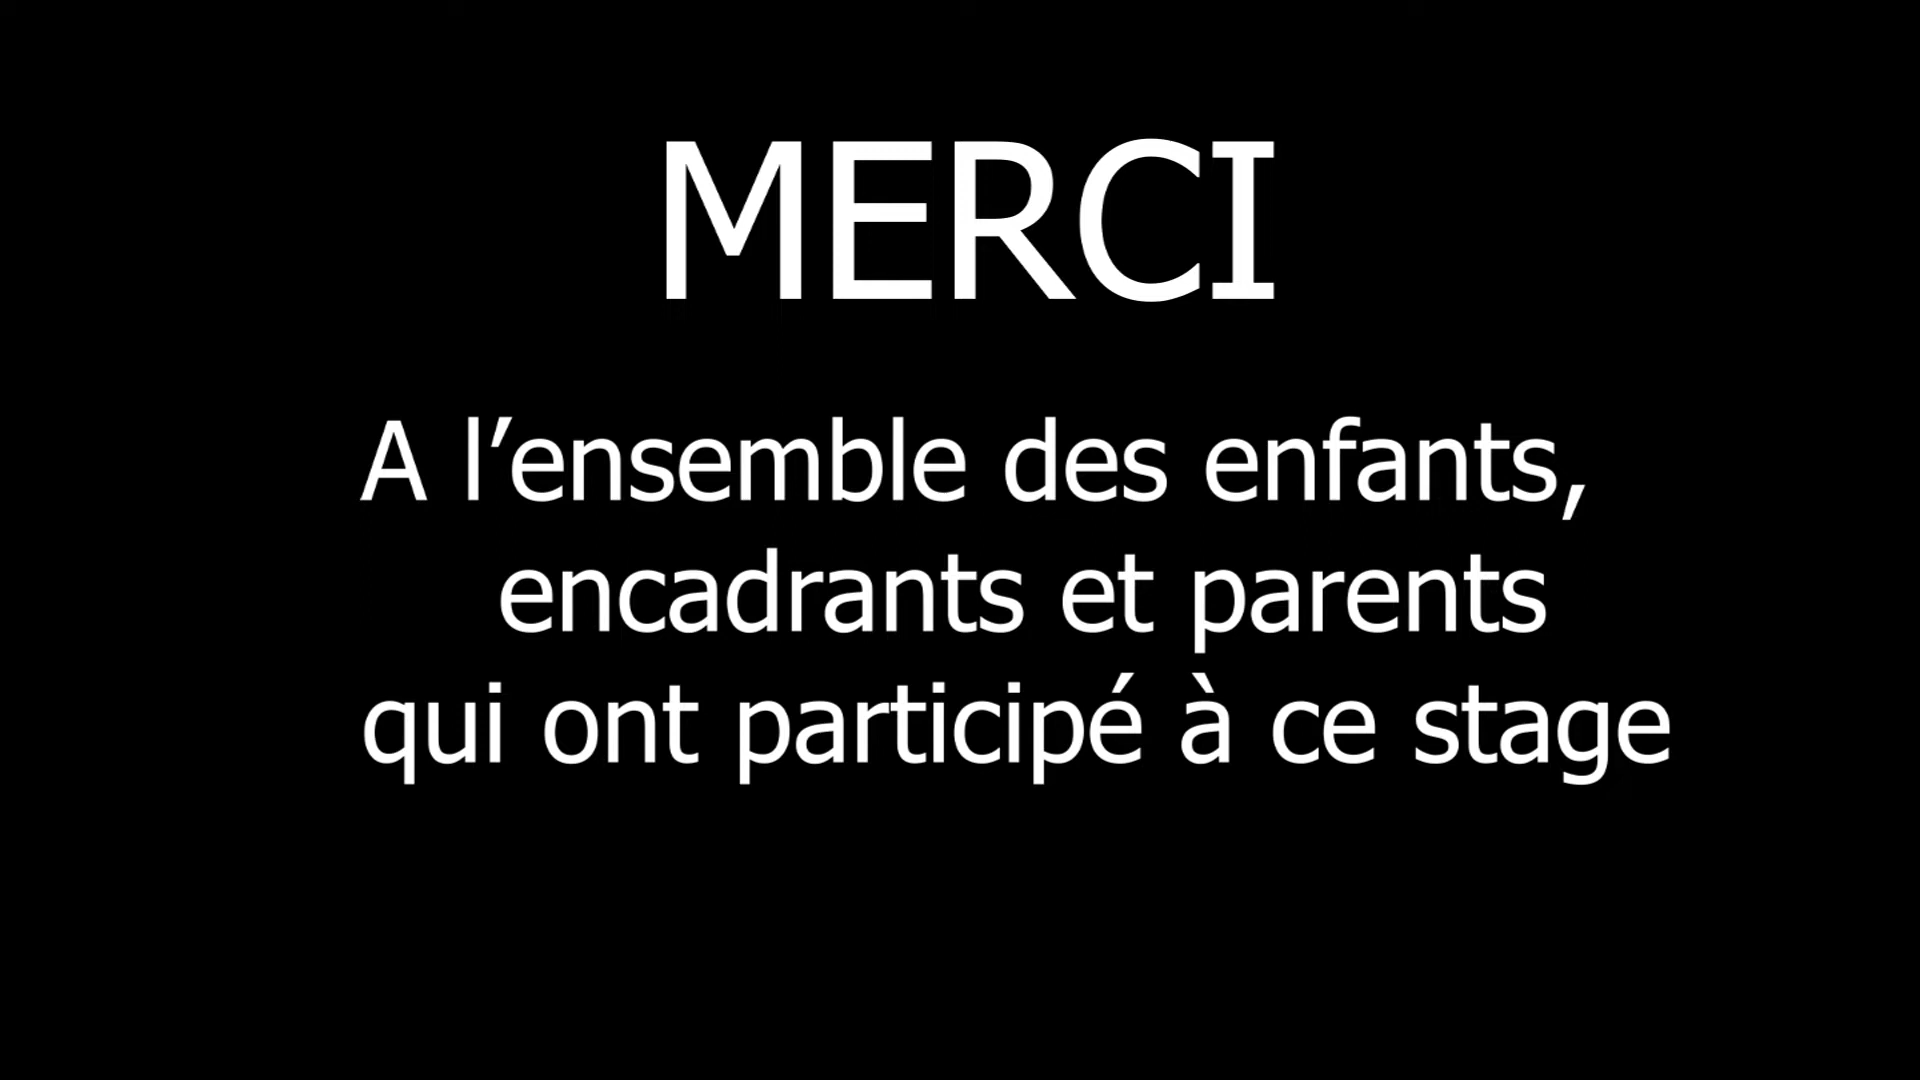 MERCI
A l’ensemble des enfants,
encadrants et parents
qui ont participé à ce stage